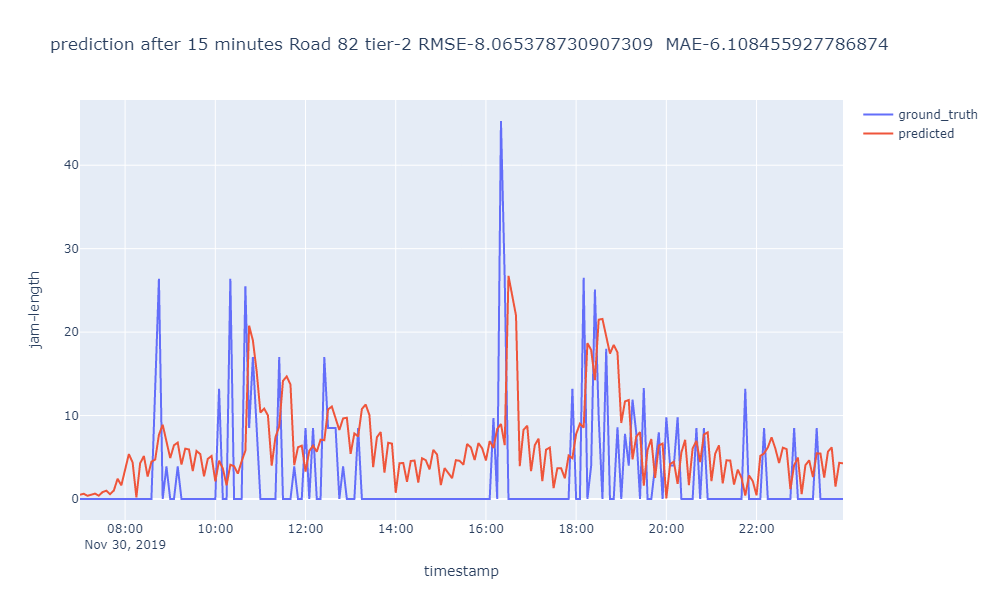 prediction after 15 minutes Road 82 tier-2 RMSE-8.065378730907309  MAE-6.108455927786874
ground_truth
predicted
jam-length
40
30
20
10
0
08:00
10:00
12:00
14:00
16:00
18:00
20:00
22:00
Nov 30, 2019
timestamp